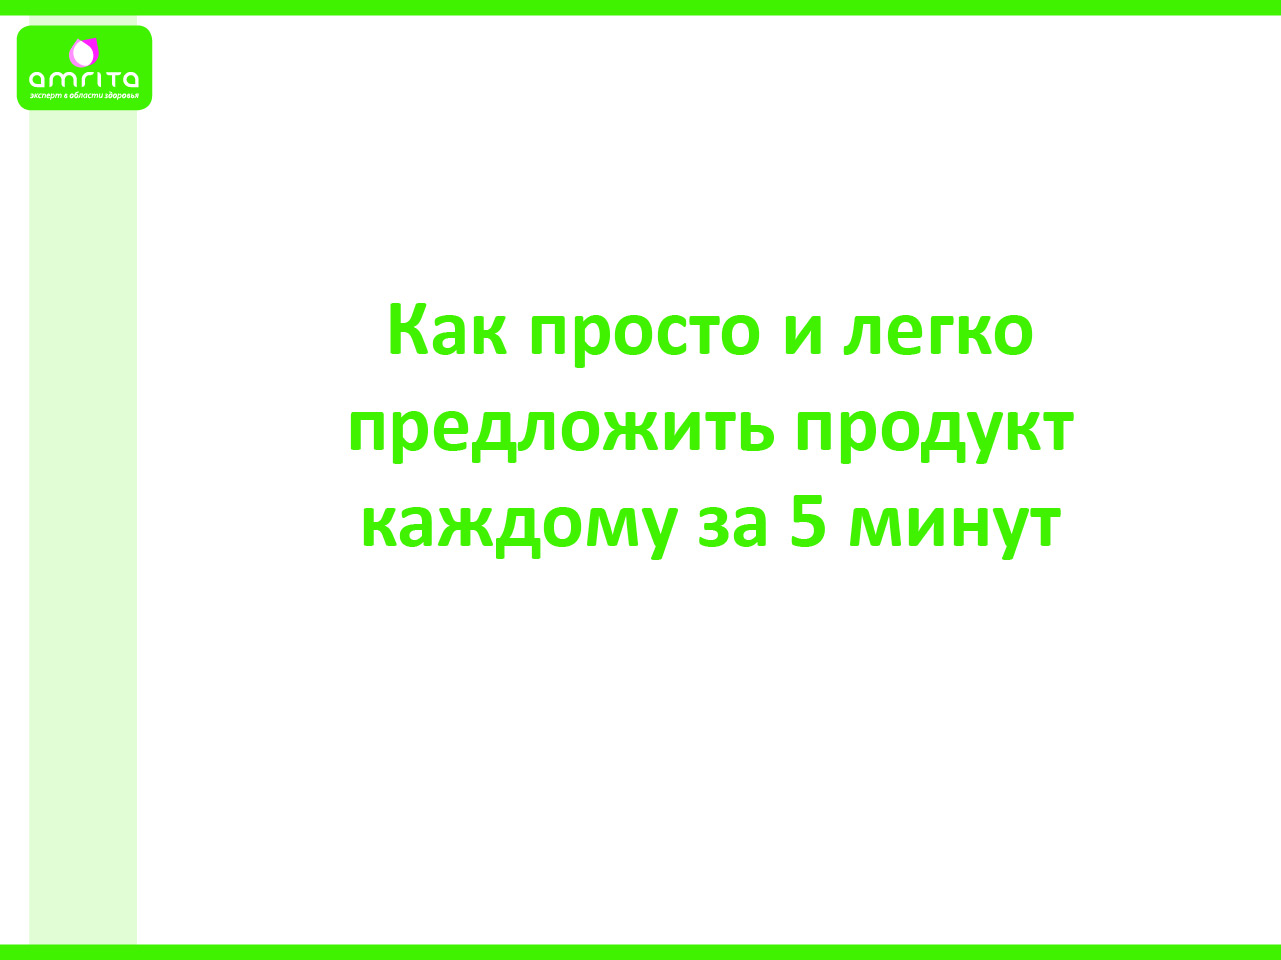 amrita
эксперт в области здоровья
Как просто и легко
предложить продукт
каждому за 5 минут